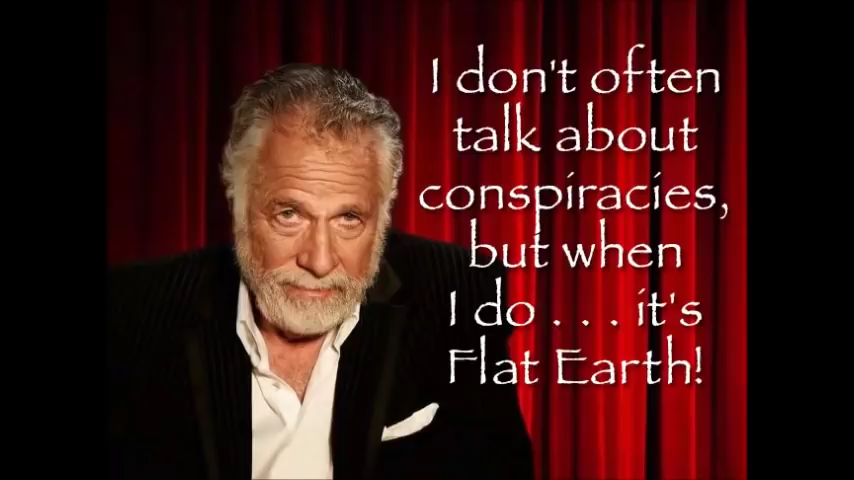 I don't often
talk about
conspiracies,
but when
I do . . . it's
Flat Earth!